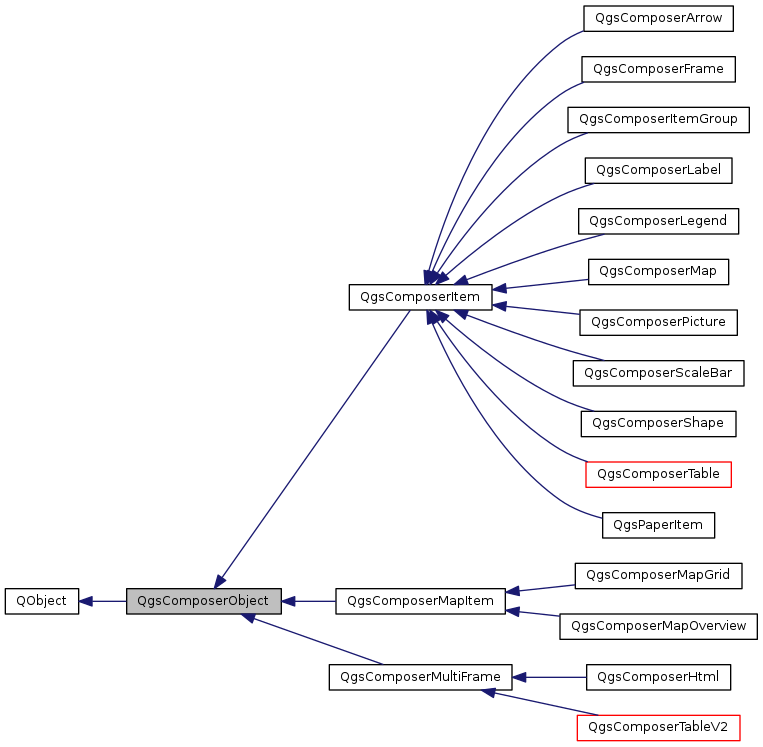 QgsComposerArrow
QgsComposerFrame
QgsComposerItemGroup
QgsComposerLabel
QgsComposerLegend
QgsComposerMap
QgsComposerItem
QgsComposerPicture
QgsComposerScaleBar
QgsComposerShape
QgsComposerTable
QgsPaperItem
QgsComposerMapGrid
QObject
QgsComposerObject
QgsComposerMapItem
QgsComposerMapOverview
QgsComposerMultiFrame
QgsComposerHtml
QgsComposerTableV2